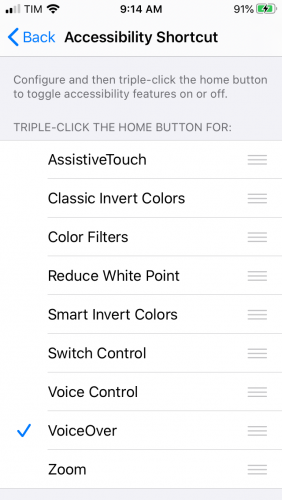 TIM 9:14 AM 91%
Back Accessibility Shortcut
Configure and then triple-click the home button
to toggle accessibility features on or off.
TRIPLE-CLICK THE HOME BUTTON FOR:
AssistiveTouch
Classic Invert Colors
Color Filters
Reduce White Point
Smart Invert Colors
Switch Control
Voice Control
VoiceOver
Zoom